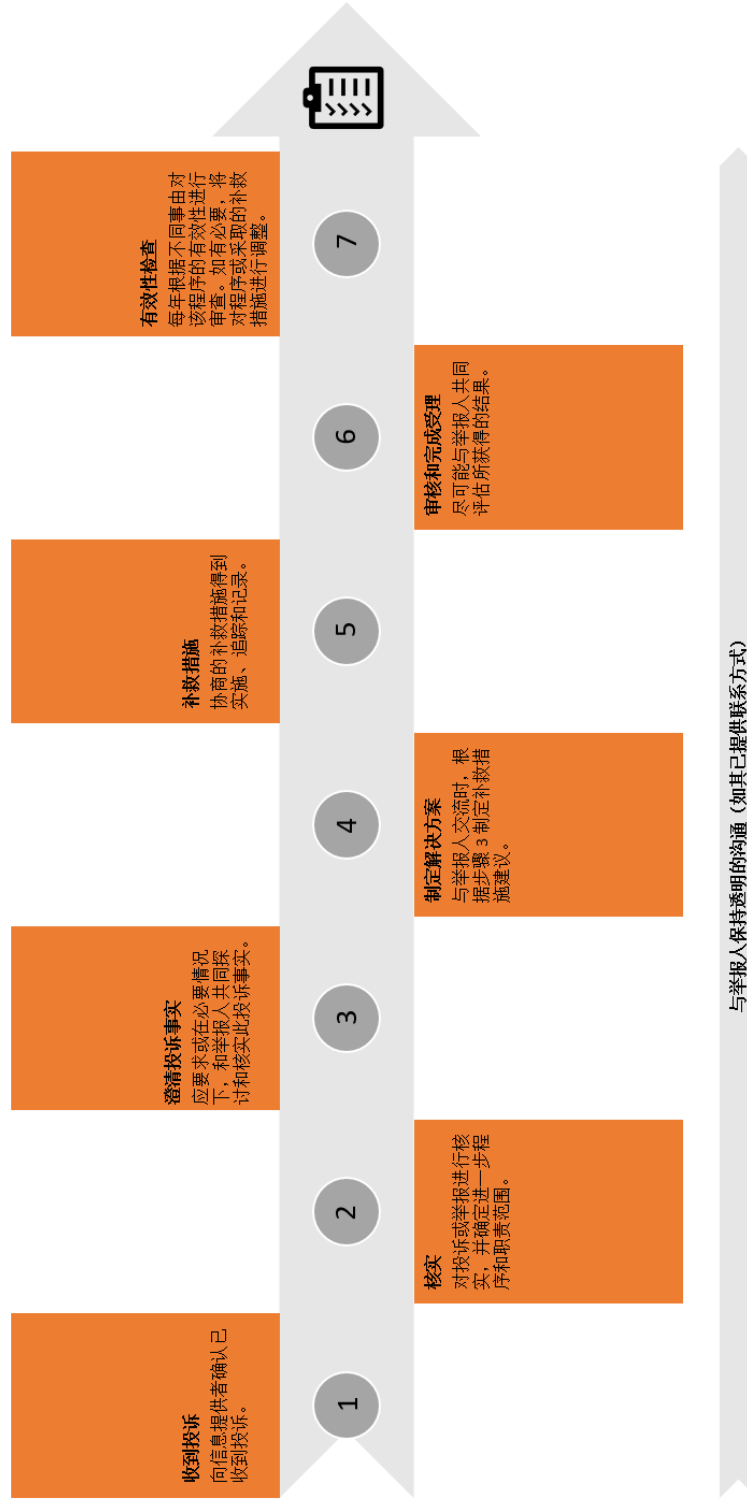 收到投诉
向信息提供者确认已
收到投诉。
1
核实
对投诉或举报进行核
实，并确定进一步程
序和职责范围。
2
澄清投诉事实
应要求或在必要情况
下，和举报人共同探
讨和核实此投诉事实。
3
制定解决方案
与举报人交流时，根
据步骤 3 制定补救措
施建议。
4
补救措施
协商的补救措施得到
实施、追踪和记录。
5
审核和完成受理
尽可能与举报人共同
评估所获得的结果。
6
有效性检查
每年根据不同事由对
该程序的有效性进行
审查。如有必要，将
对程序或采取的补救
措施进行调整。
7
与举报人保持透明的沟通（如其已提供联系方式）